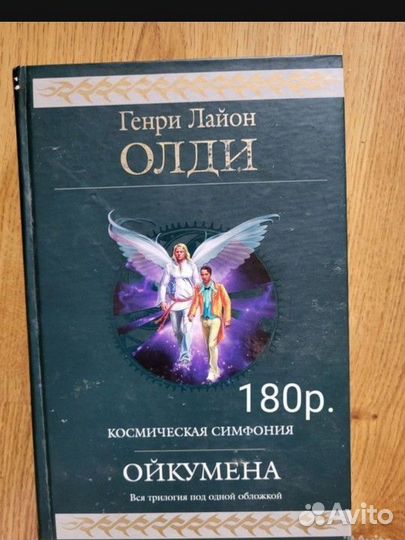 Генри Лайон
ОЛДИ
180р.
КОСМИЧЕСКАЯ СИМФОНИЯ
ОЙКУМЕНА
Вся трилогия под одной обложкой
Avito